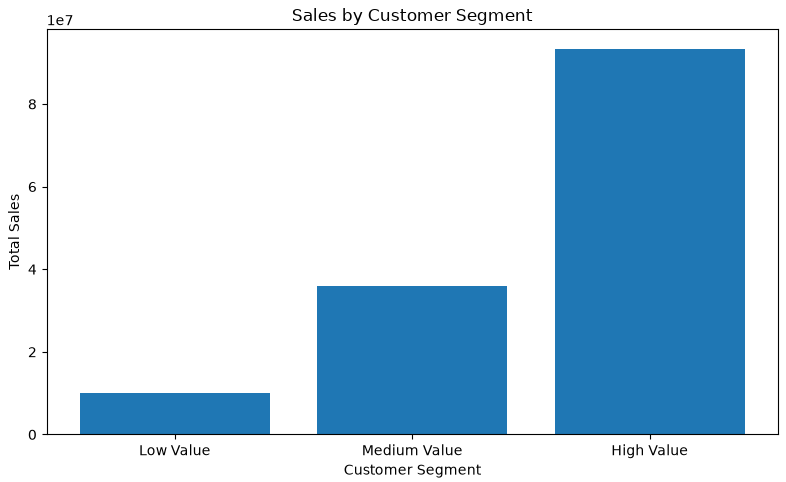 Sales by Customer Segment
1e7
8
6
4
2
0
Total Sales
Low Value
Medium Value
High Value
Customer Segment